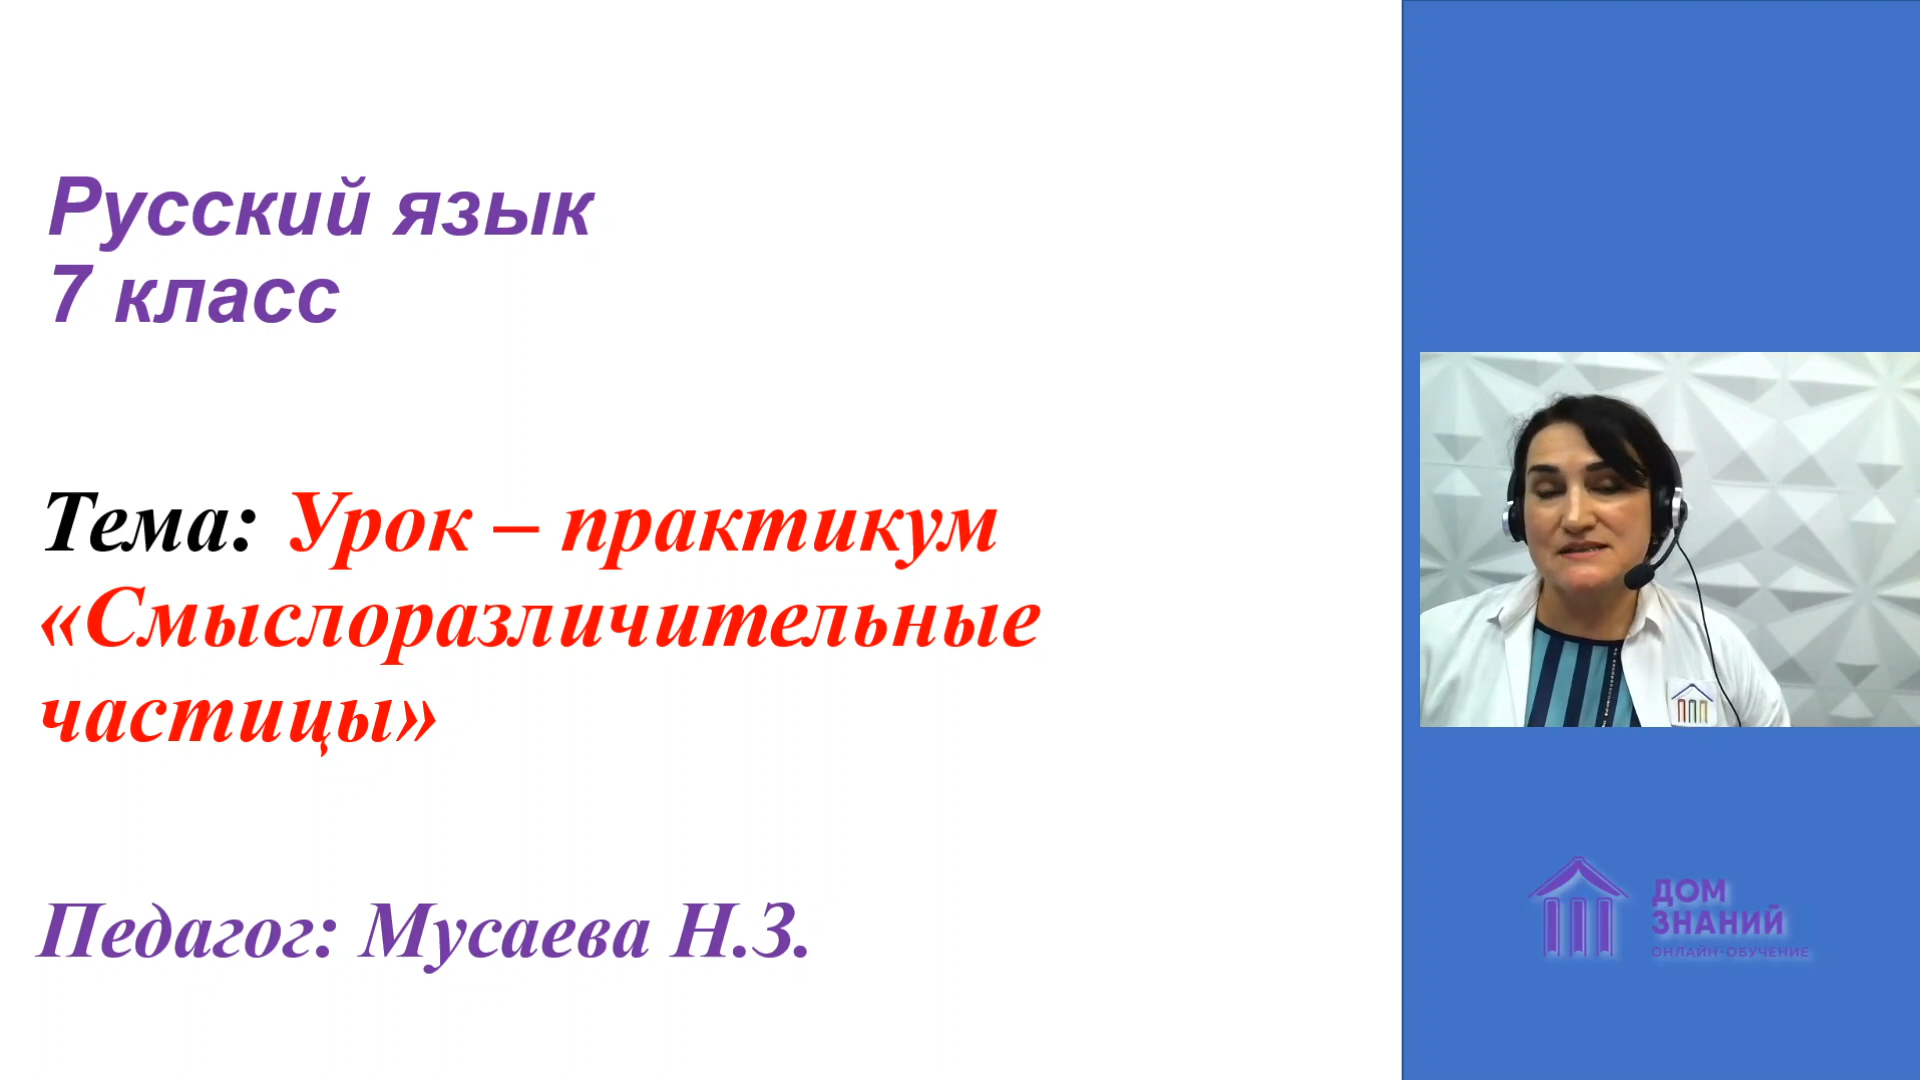 Русский язык
7 класс
Тема: Урок – практикум
«Смыслоразличительные
частицы»
Педагог: Мусаева Н.З.
ДОМ
ЗНАНИЙ
ОНЛАЙН-ОБУЧЕНИЕ